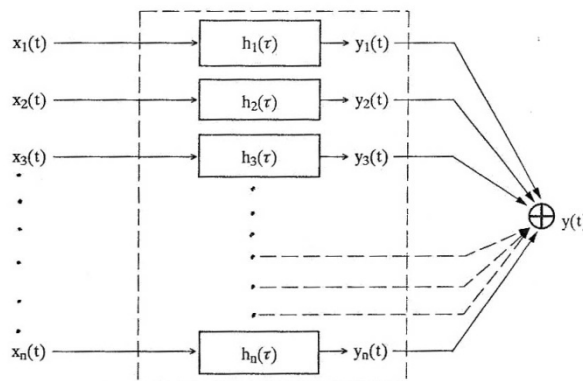 x₁(t) h₁(τ) y₁(t)
x₂(t) h₂(τ) y₂(t)
x₃(t) h₃(τ) y₃(t)
y(t)
xₙ(t) hₙ(τ) yₙ(t)